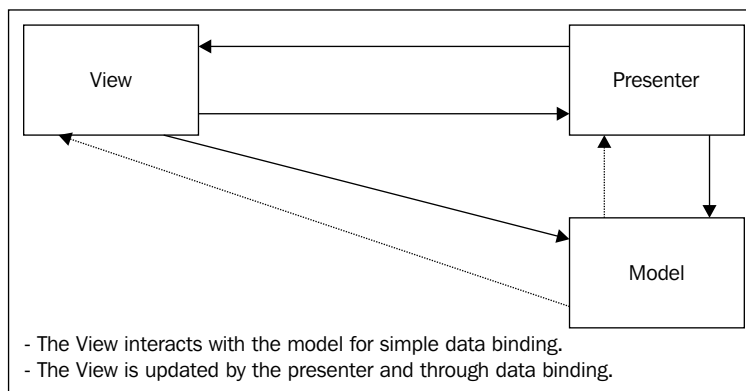 View
Presenter
Model
- The View interacts with the model for simple data binding.
- The View is updated by the presenter and through data binding.